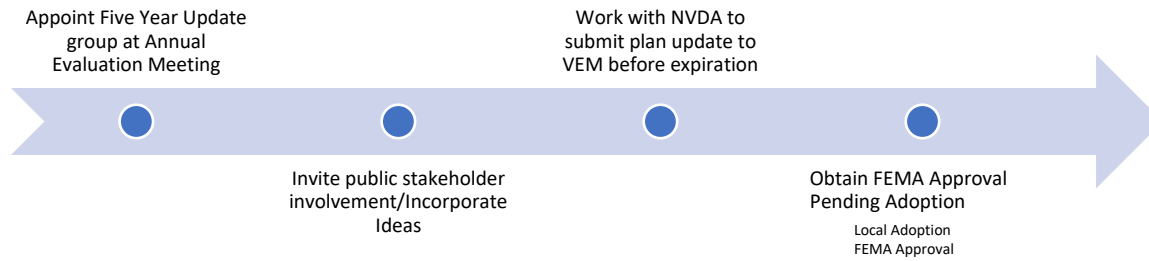 Appoint Five Year Update
group at Annual
Evaluation Meeting
Invite public stakeholder
involvement/Incorporate
Ideas
Work with NVDA to
submit plan update to
VEM before expiration
Obtain FEMA Approval
Pending Adoption
Local Adoption
FEMA Approval